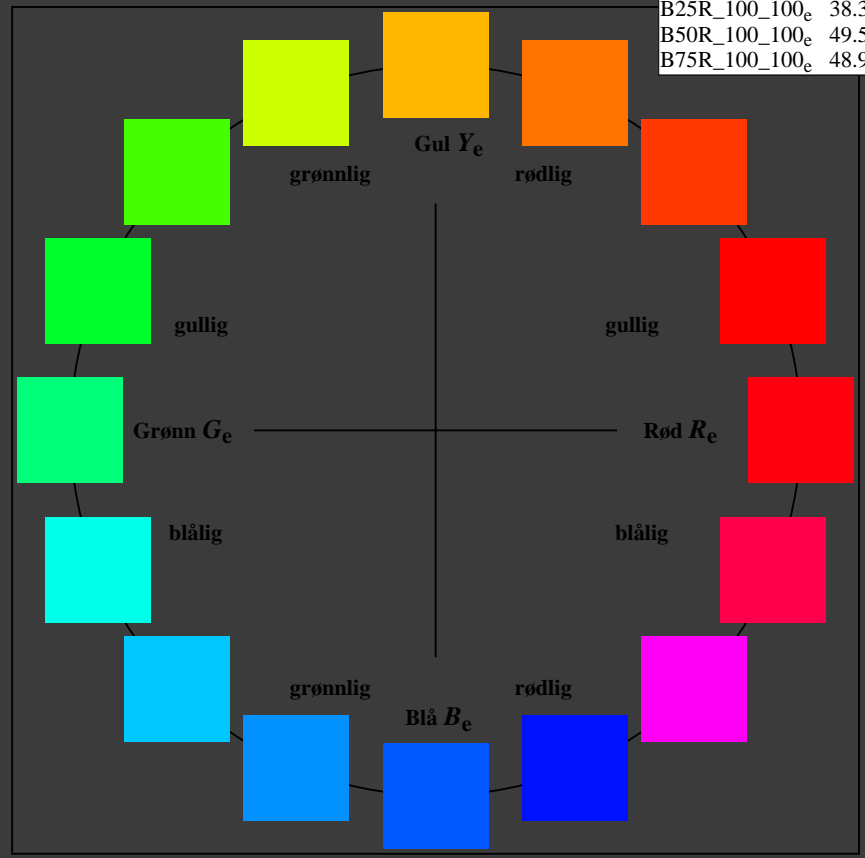 B25R_100_100e 38.3
B50R_100_100e 49.5
B75R_100_100e 48.9
Gul Ye
grønnlig rødlig
gullig gullig
Grønn Ge Rød Re
blålig blålig
grønnlig rødlig
Blå Be